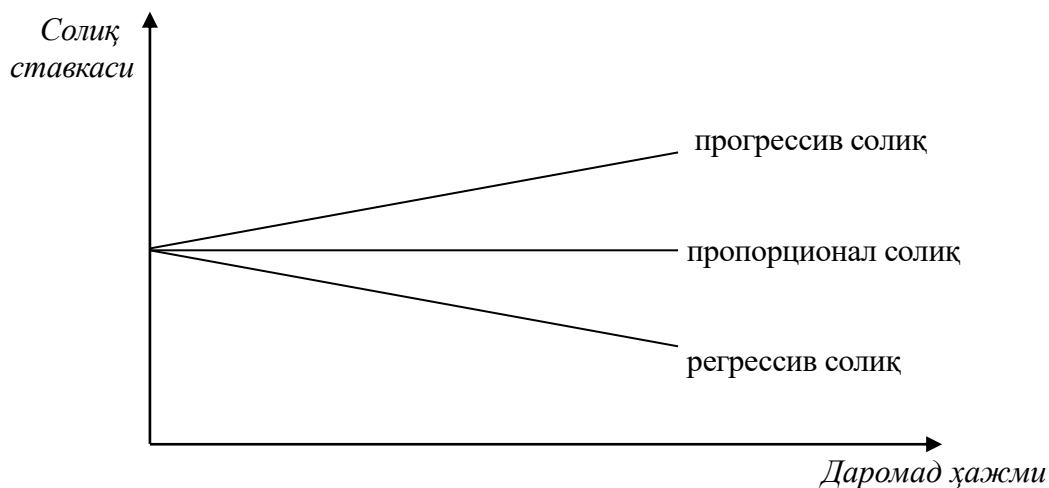 Солиқ
ставкаси
прогрессив солиқ
пропорционал солиқ
регрессив солиқ
Даромад ҳажми